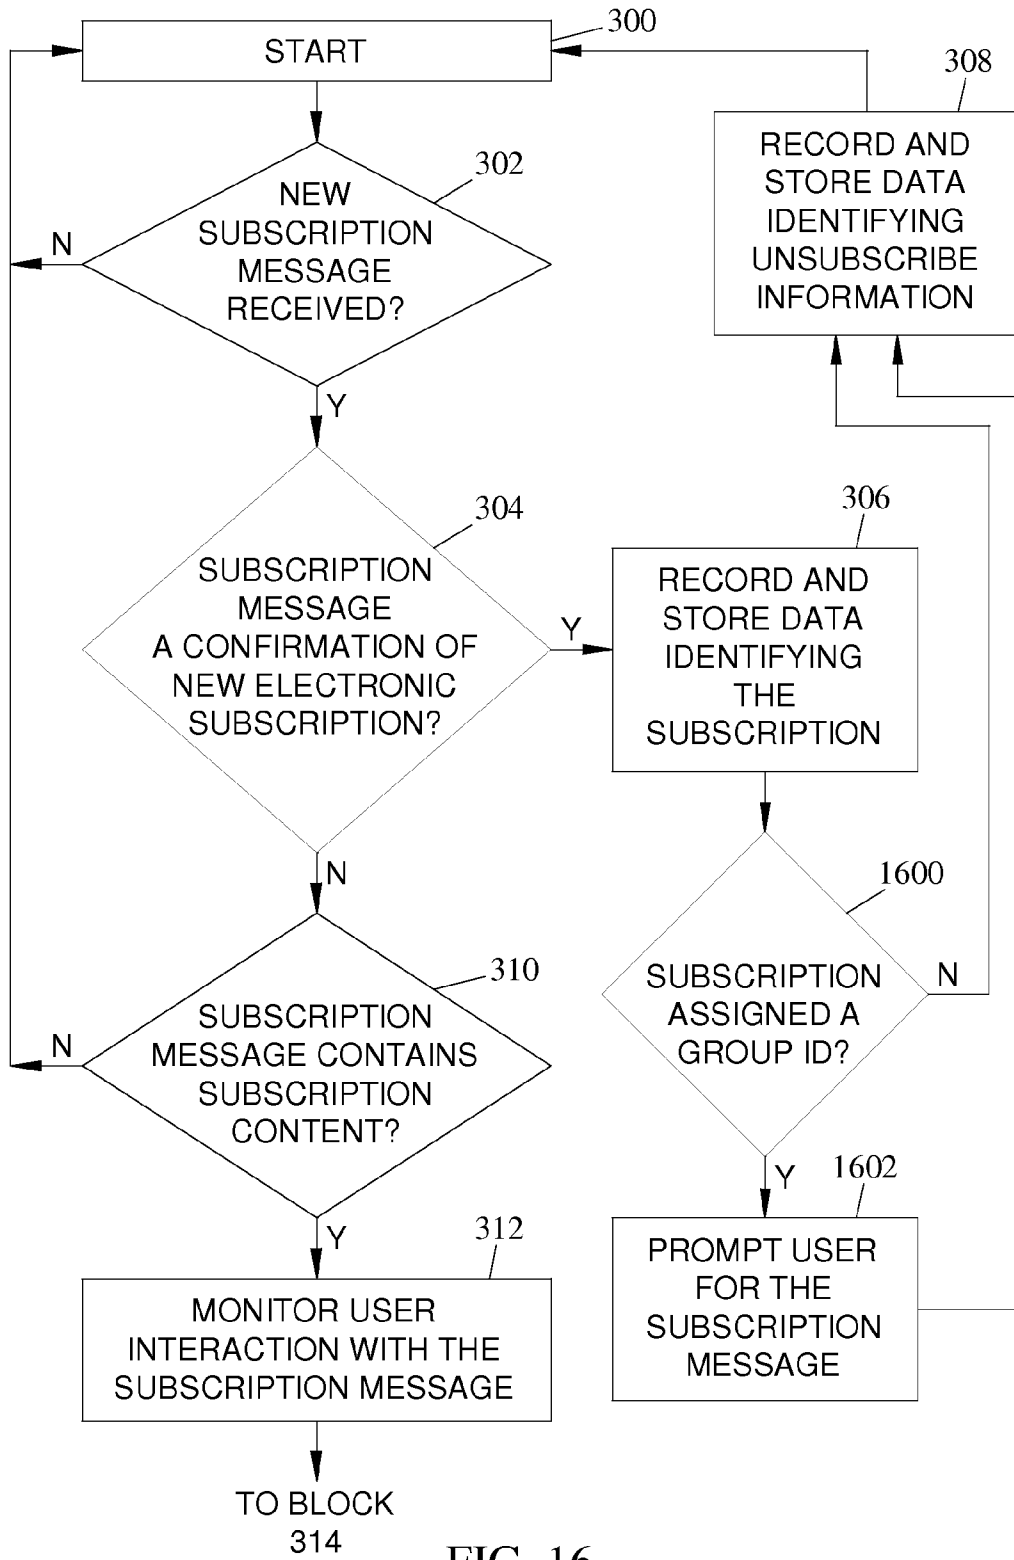 300
START
308
RECORD AND
STORE DATA
IDENTIFYING
UNSUBSCRIBE
INFORMATION
302
NEW
SUBSCRIPTION
MESSAGE
RECEIVED?
N
Y
304
SUBSCRIPTION
MESSAGE
A CONFIRMATION OF
NEW ELECTRONIC
SUBSCRIPTION?
Y
306
RECORD AND
STORE DATA
IDENTIFYING
THE
SUBSCRIPTION
N
1600
SUBSCRIPTION
ASSIGNED A
GROUP ID?
N
310
SUBSCRIPTION
MESSAGE CONTAINS
SUBSCRIPTION
CONTENT?
N
Y
Y
1602
PROMPT USER
FOR THE
SUBSCRIPTION
MESSAGE
312
MONITOR USER
INTERACTION WITH THE
SUBSCRIPTION MESSAGE
TO BLOCK
314
FIG. 16